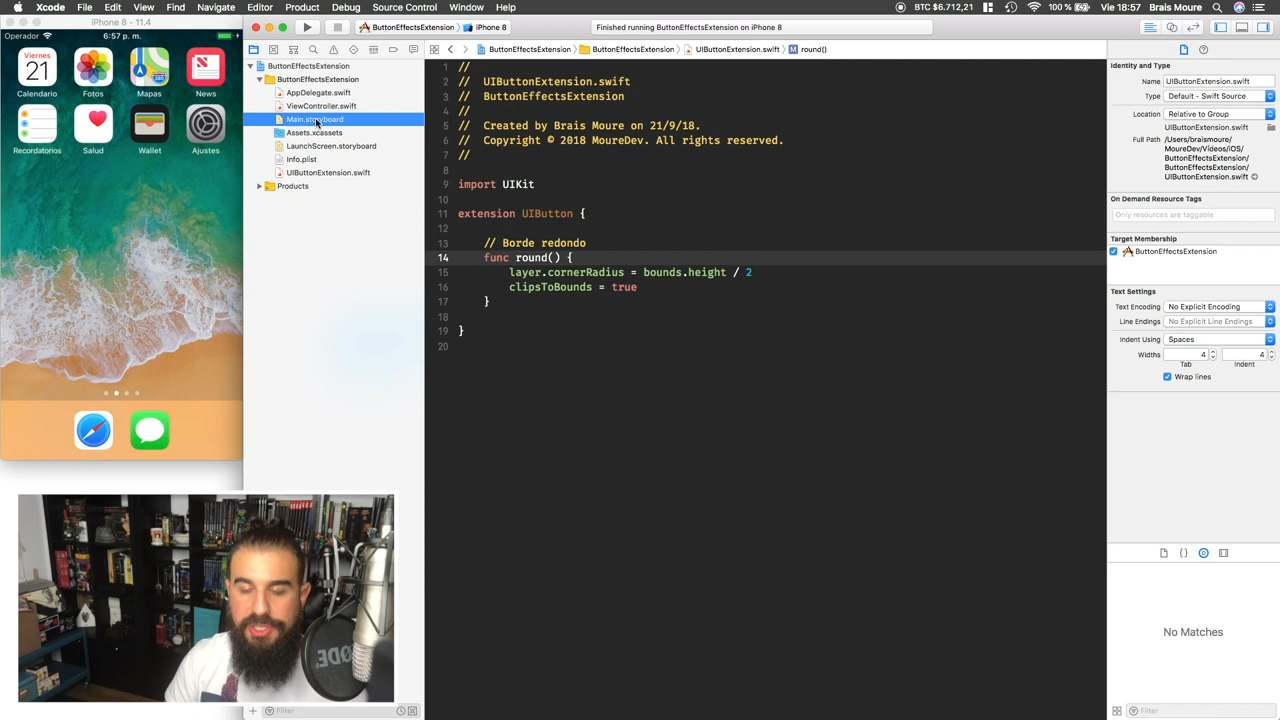 Xcode File Edit View Find Navigate Editor Product Debug Source Control Window Help
BTC $6.712,21 100 % Vie 18:57 Brais Moure
iPhone 8 - 11.4
Operador 6:57 p. m.
Viernes
21
Calendario Fotos Mapas News
Recordatorios Salud Wallet Ajustes
ButtonEffectsExtension iPhone 8
Finished running ButtonEffectsExtension on iPhone 8
ButtonEffectsExtension ButtonEffectsExtension UIButtonExtension.swift M round()
ButtonEffectsExtension
ButtonEffectsExtension
AppDelegate.swift
ViewController.swift
Main.storyboard
Assets.xcassets
LaunchScreen.storyboard
Info.plist
UIButtonExtension.swift
Products
Filter
1 //
2 // UIButtonExtension.swift
3 // ButtonEffectsExtension
4 //
5 // Created by Brais Moure on 21/9/18.
6 // Copyright © 2018 MoureDev. All rights reserved.
7 //
8
9 import UIKit
10
11 extension UIButton {
12
13 // Borde redondo
14 func round() {
15 layer.cornerRadius = bounds.height / 2
16 clipsToBounds = true
17 }
18
19 }
20
Identity and Type
Name UIButtonExtension.swift
Type Default - Swift Source
Location Relative to Group
UIButtonExtension.swift
Full Path /Users/braismoure/
MoureDev/Vídeos/iOS/
ButtonEffectsExtension/
ButtonEffectsExtension/
UIButtonExtension.swift
On Demand Resource Tags
Only resources are taggable
Target Membership
ButtonEffectsExtension
Text Settings
Text Encoding No Explicit Encoding
Line Endings No Explicit Line Endings
Indent Using Spaces
Widths 4 4
Tab Indent
Wrap lines
No Matches
Filter